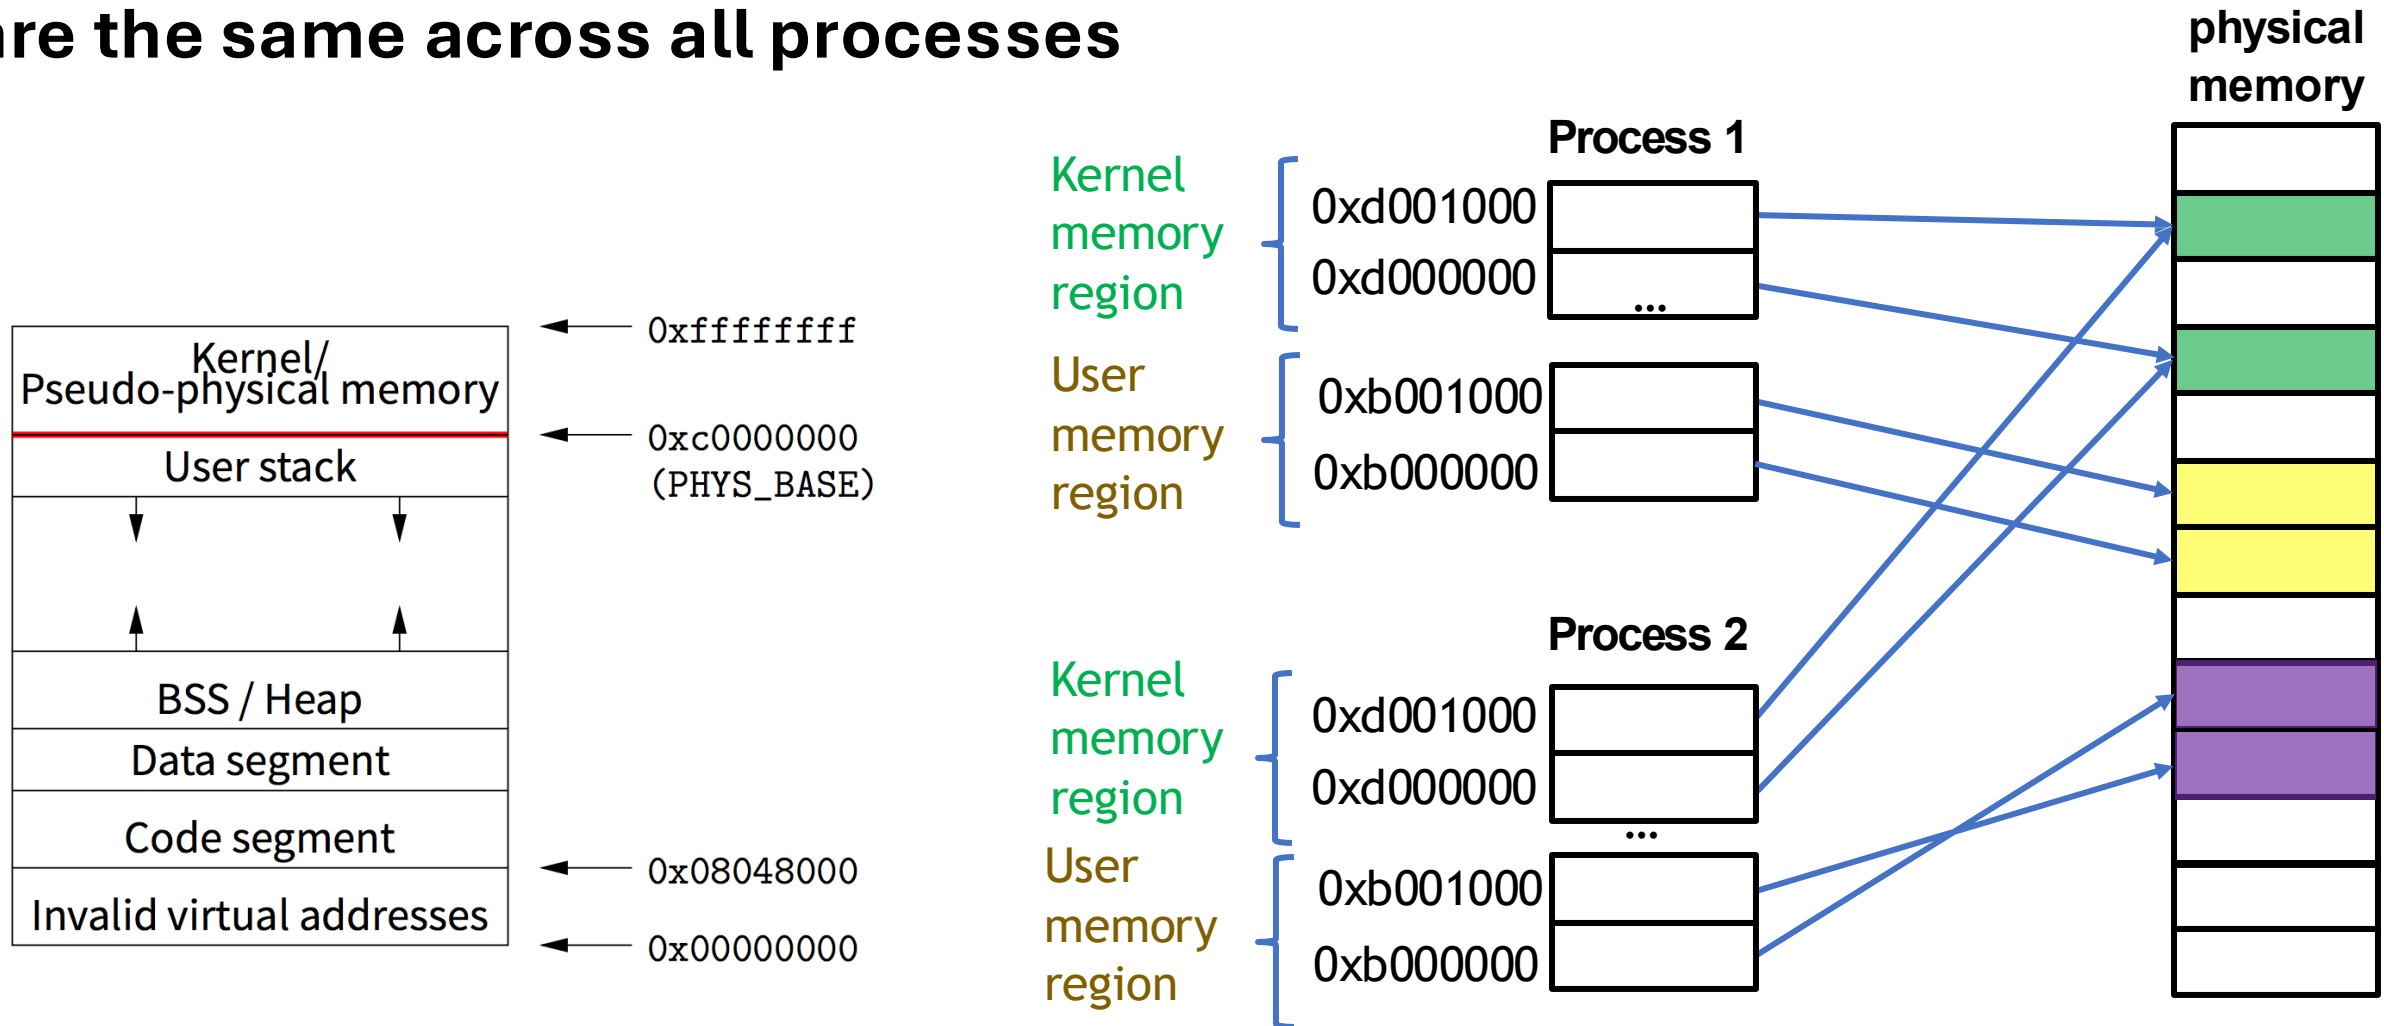 are the same across all processes
Kernel/
Pseudo-physical memory
User stack
BSS / Heap
Data segment
Code segment
Invalid virtual addresses
0xffffffff
0xc0000000
(PHYS_BASE)
0x08048000
0x00000000
Process 1
Kernel
memory
region
0xd001000
0xd000000
...
User
memory
region
0xb001000
0xb000000
Process 2
Kernel
memory
region
0xd001000
0xd000000
...
User
memory
region
0xb001000
0xb000000
physical
memory